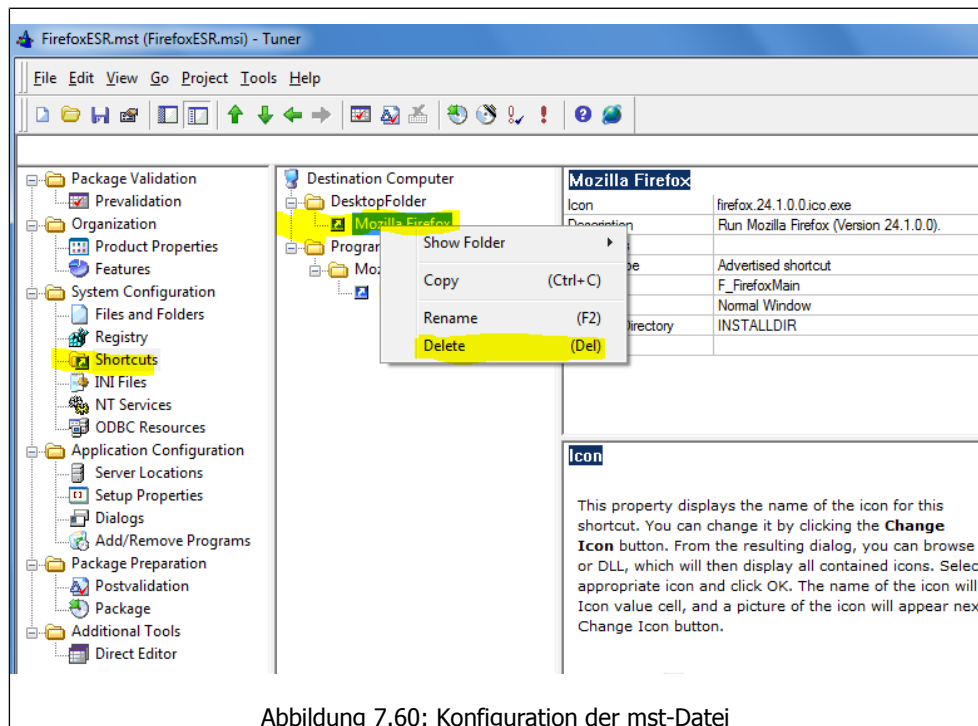 FirefoxESR.mst (FirefoxESR.msi) - Tuner
File Edit View Go Project Tools Help
Package Validation
Prevalidation
Organization
Product Properties
Features
System Configuration
Files and Folders
Registry
Shortcuts
INI Files
NT Services
ODBC Resources
Application Configuration
Server Locations
Setup Properties
Dialogs
Add/Remove Programs
Package Preparation
Postvalidation
Package
Additional Tools
Direct Editor
Destination Computer
DesktopFolder
Mozilla Firefox
Program
Moz
Show Folder
Copy (Ctrl+C)
Rename (F2)
Delete (Del)
Mozilla Firefox
Icon firefox.24.1.0.0.ico.exe
Description Run Mozilla Firefox (Version 24.1.0.0).
Advertised shortcut
F_FirefoxMain
Normal Window
Directory INSTALLDIR
Icon
This property displays the name of the icon for this
shortcut. You can change it by clicking the Change
Icon button. From the resulting dialog, you can browse
or DLL, which will then display all contained icons. Selec
appropriate icon and click OK. The name of the icon will
Icon value cell, and a picture of the icon will appear nex
Change Icon button.
Abbildung 7.60: Konfiguration der mst-Datei